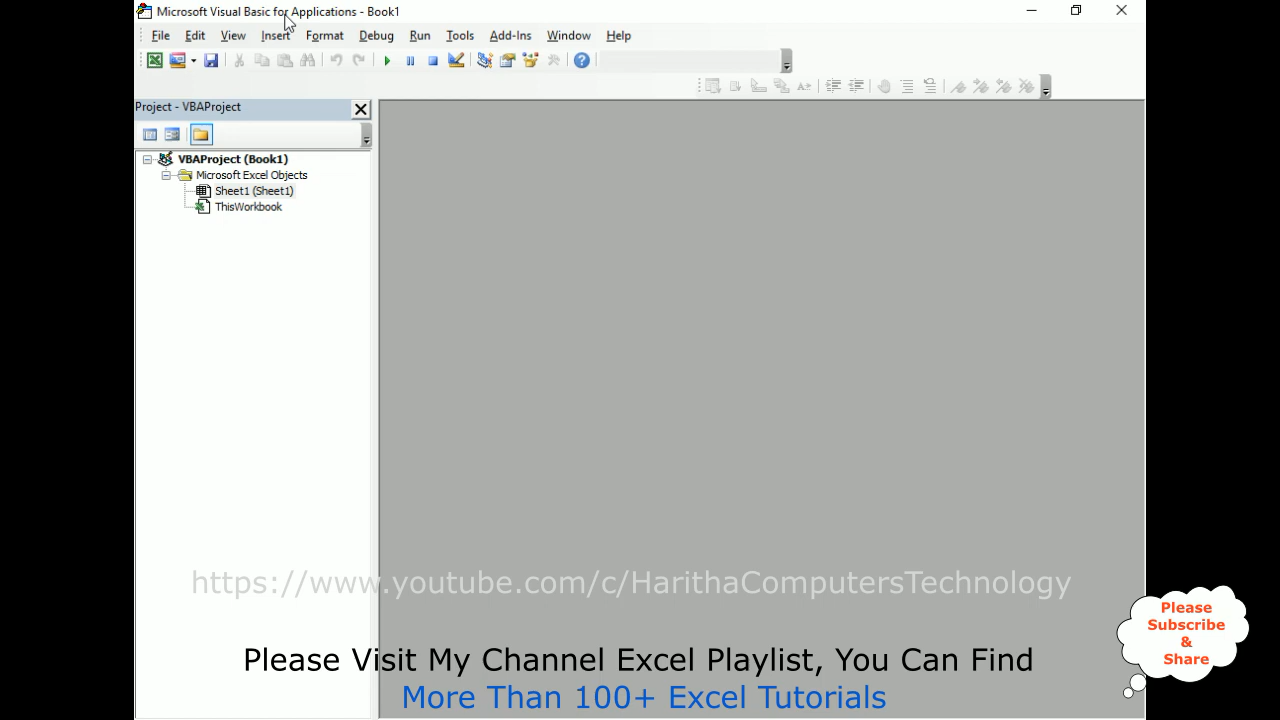 Microsoft Visual Basic for Applications - Book1
File Edit View Insert Format Debug Run Tools Add-Ins Window Help
Project - VBAProject
VBAProject (Book1)
Microsoft Excel Objects
Sheet1 (Sheet1)
ThisWorkbook
https://www.youtube.com/c/HarithaComputersTechnology
Please Visit My Channel Excel Playlist, You Can Find
More Than 100+ Excel Tutorials
Please
Subscribe
&
Share